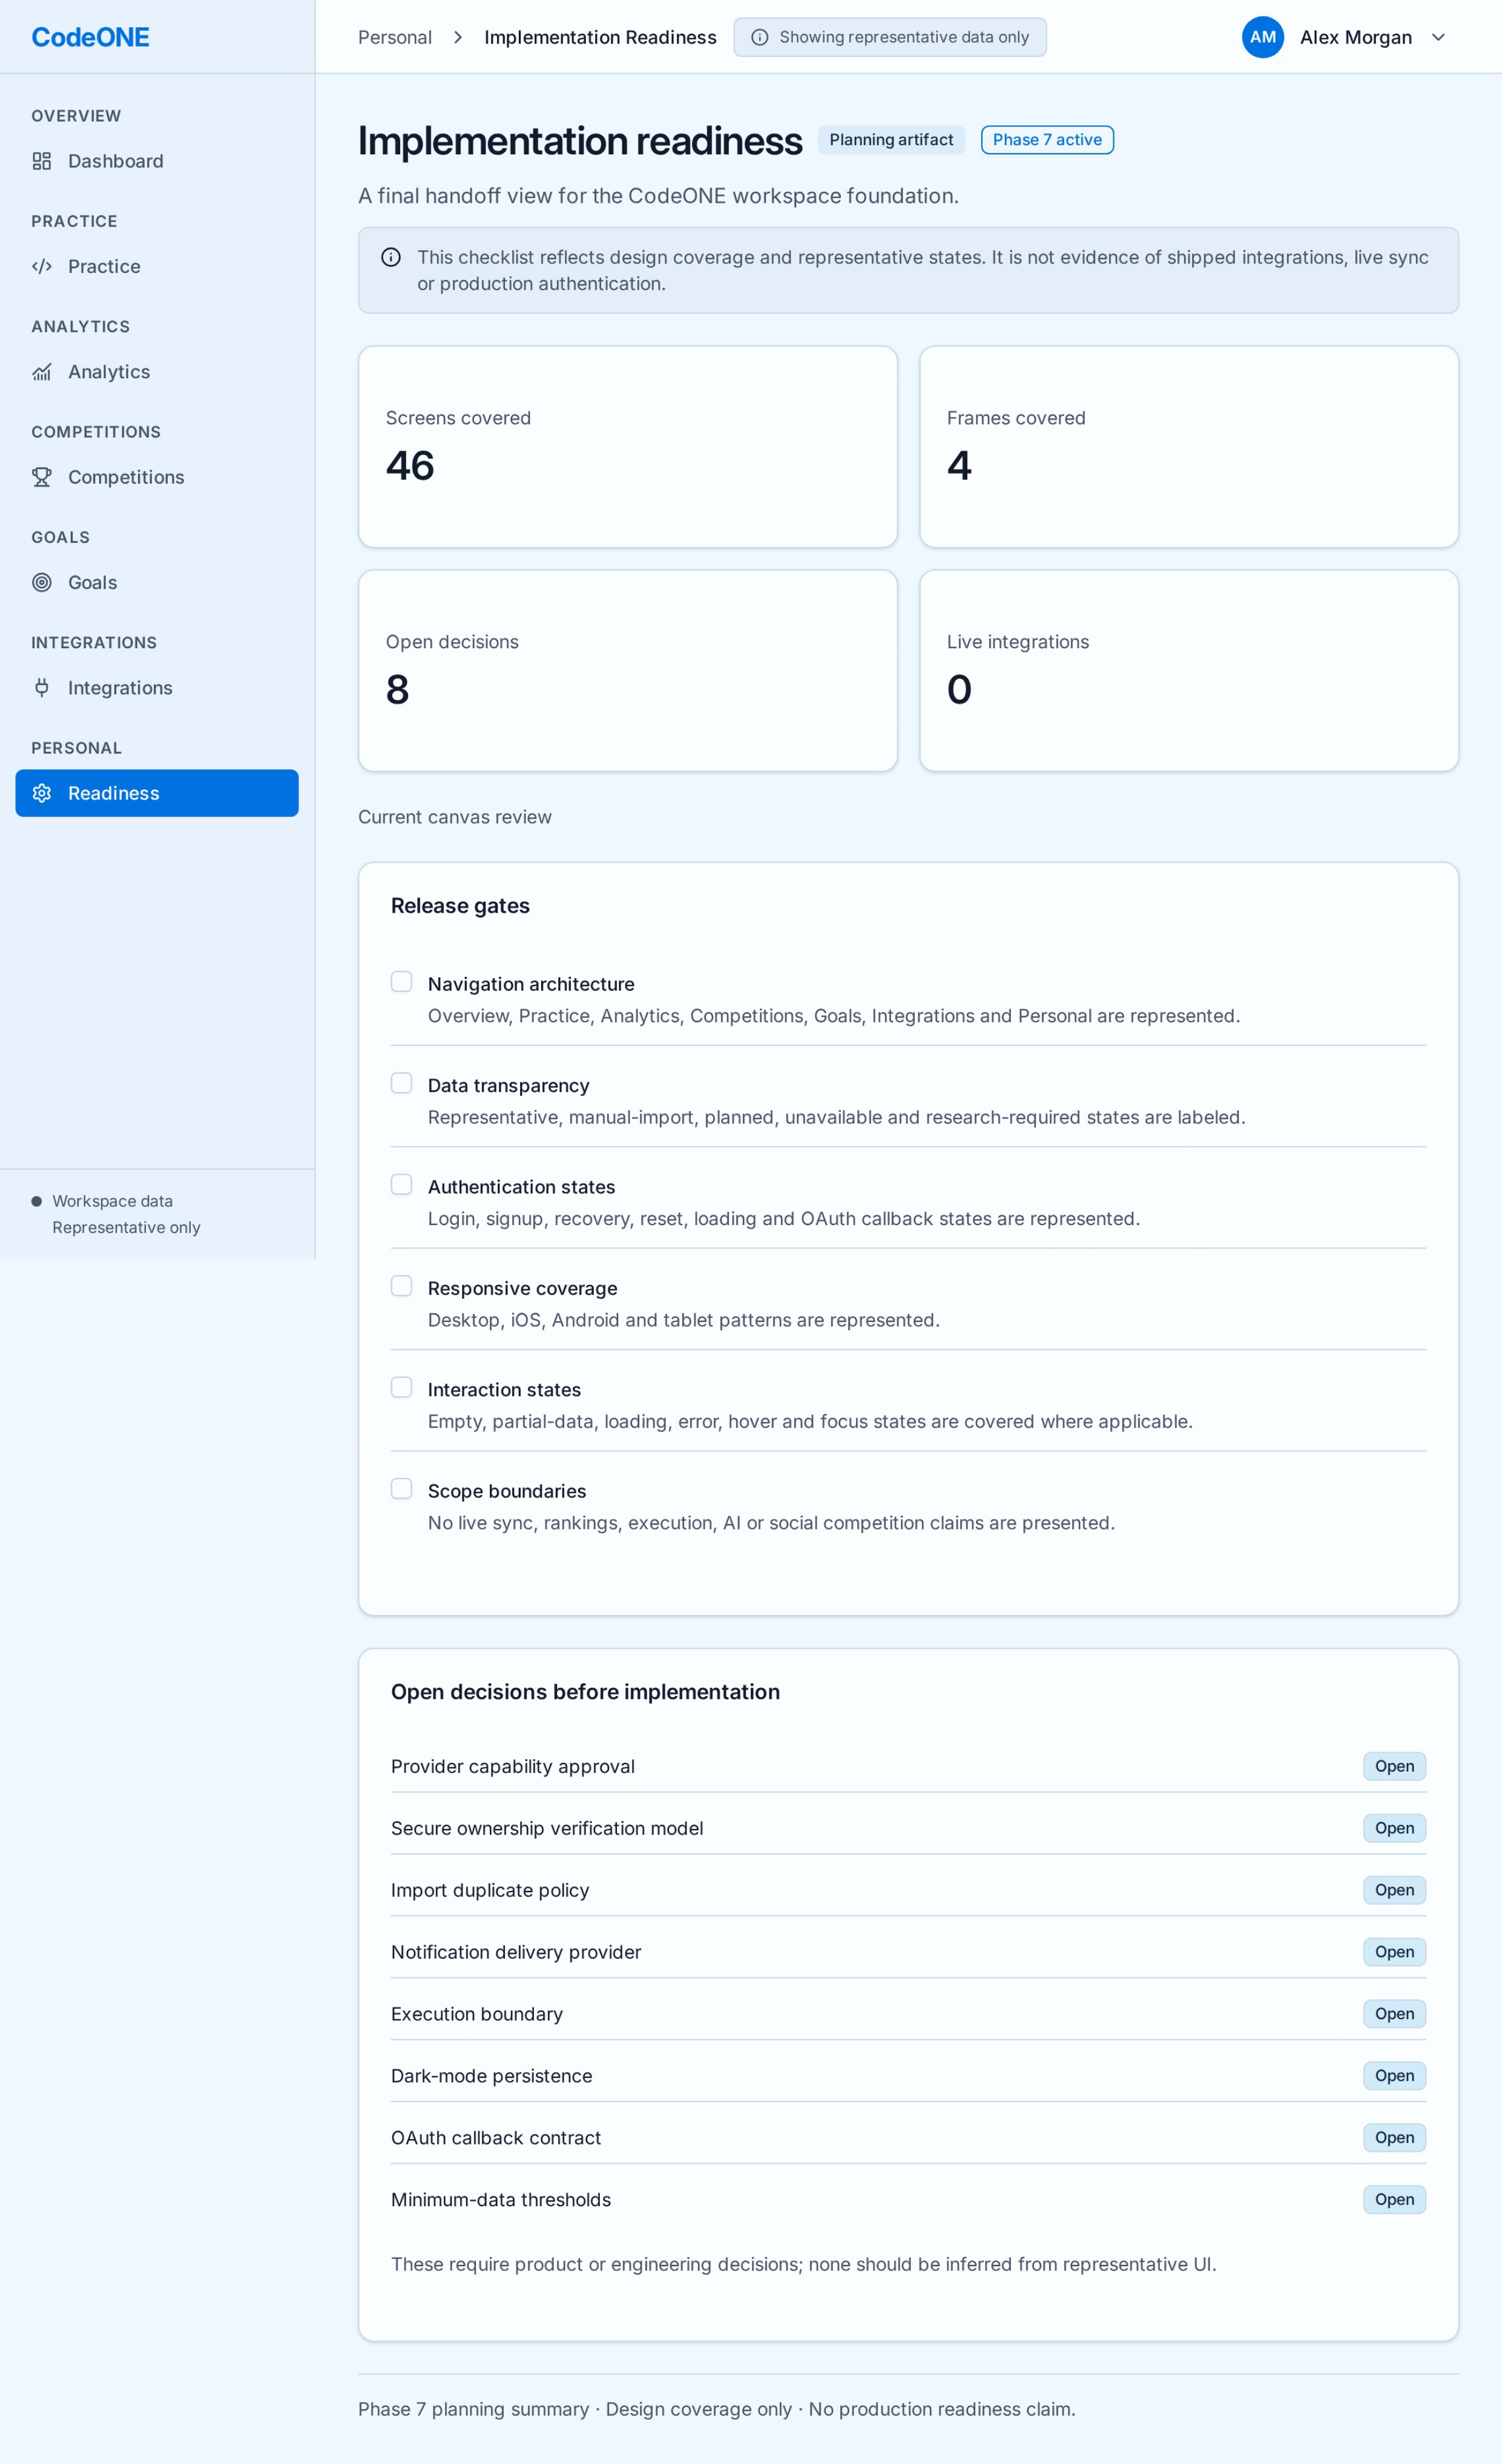 CodeONE
Personal
Implementation Readiness
Showing representative data only
AM
Alex Morgan
OVERVIEW
Dashboard
PRACTICE
Practice
ANALYTICS
Analytics
COMPETITIONS
Competitions
GOALS
Goals
INTEGRATIONS
Integrations
PERSONAL
Readiness
Workspace data
Representative only
Implementation readiness
Planning artifact
Phase 7 active
A final handoff view for the CodeONE workspace foundation.
This checklist reflects design coverage and representative states. It is not evidence of shipped integrations, live sync
or production authentication.
Screens covered
46
Frames covered
4
Open decisions
8
Live integrations
0
Current canvas review
Release gates
Navigation architecture
Overview, Practice, Analytics, Competitions, Goals, Integrations and Personal are represented.
Data transparency
Representative, manual-import, planned, unavailable and research-required states are labeled.
Authentication states
Login, signup, recovery, reset, loading and OAuth callback states are represented.
Responsive coverage
Desktop, iOS, Android and tablet patterns are represented.
Interaction states
Empty, partial-data, loading, error, hover and focus states are covered where applicable.
Scope boundaries
No live sync, rankings, execution, AI or social competition claims are presented.
Open decisions before implementation
Provider capability approval
Open
Secure ownership verification model
Open
Import duplicate policy
Open
Notification delivery provider
Open
Execution boundary
Open
Dark-mode persistence
Open
OAuth callback contract
Open
Minimum-data thresholds
Open
These require product or engineering decisions; none should be inferred from representative UI.
Phase 7 planning summary · Design coverage only · No production readiness claim.